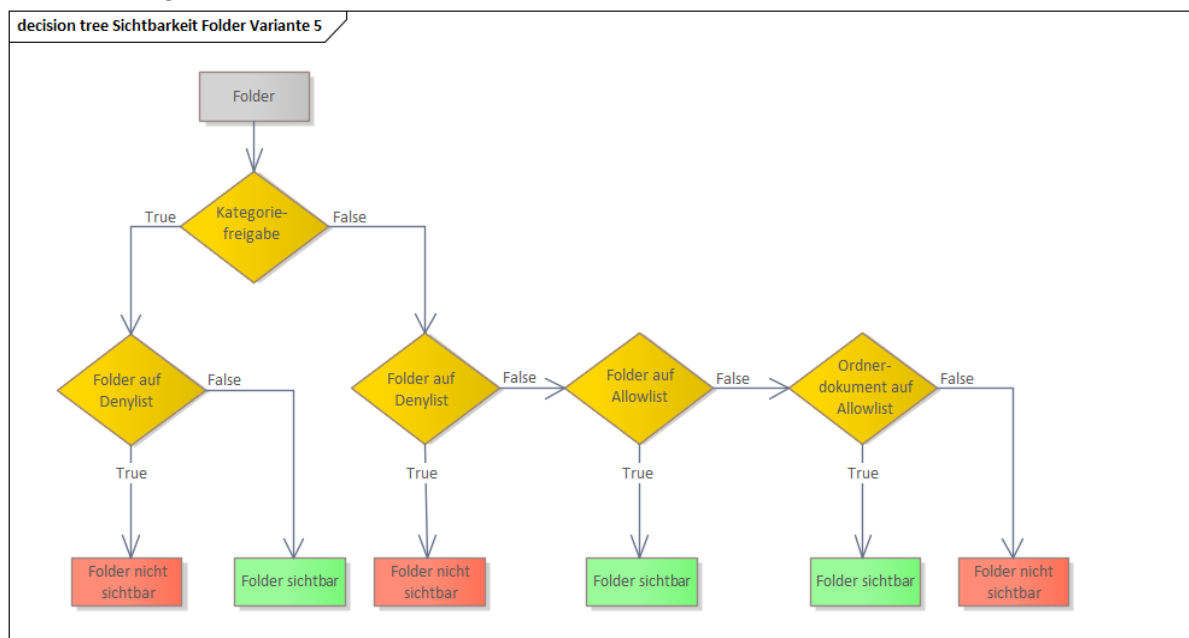 decision tree Sichtbarkeit Folder Variante 5
Folder
Kategorie-
freigabe
True
False
Folder auf
Denylist
False
Folder auf
Denylist
False
Folder auf
Allowlist
False
Ordner-
dokument auf
Allowlist
False
True
True
True
True
Folder nicht
sichtbar
Folder sichtbar
Folder nicht
sichtbar
Folder sichtbar
Folder sichtbar
Folder nicht
sichtbar